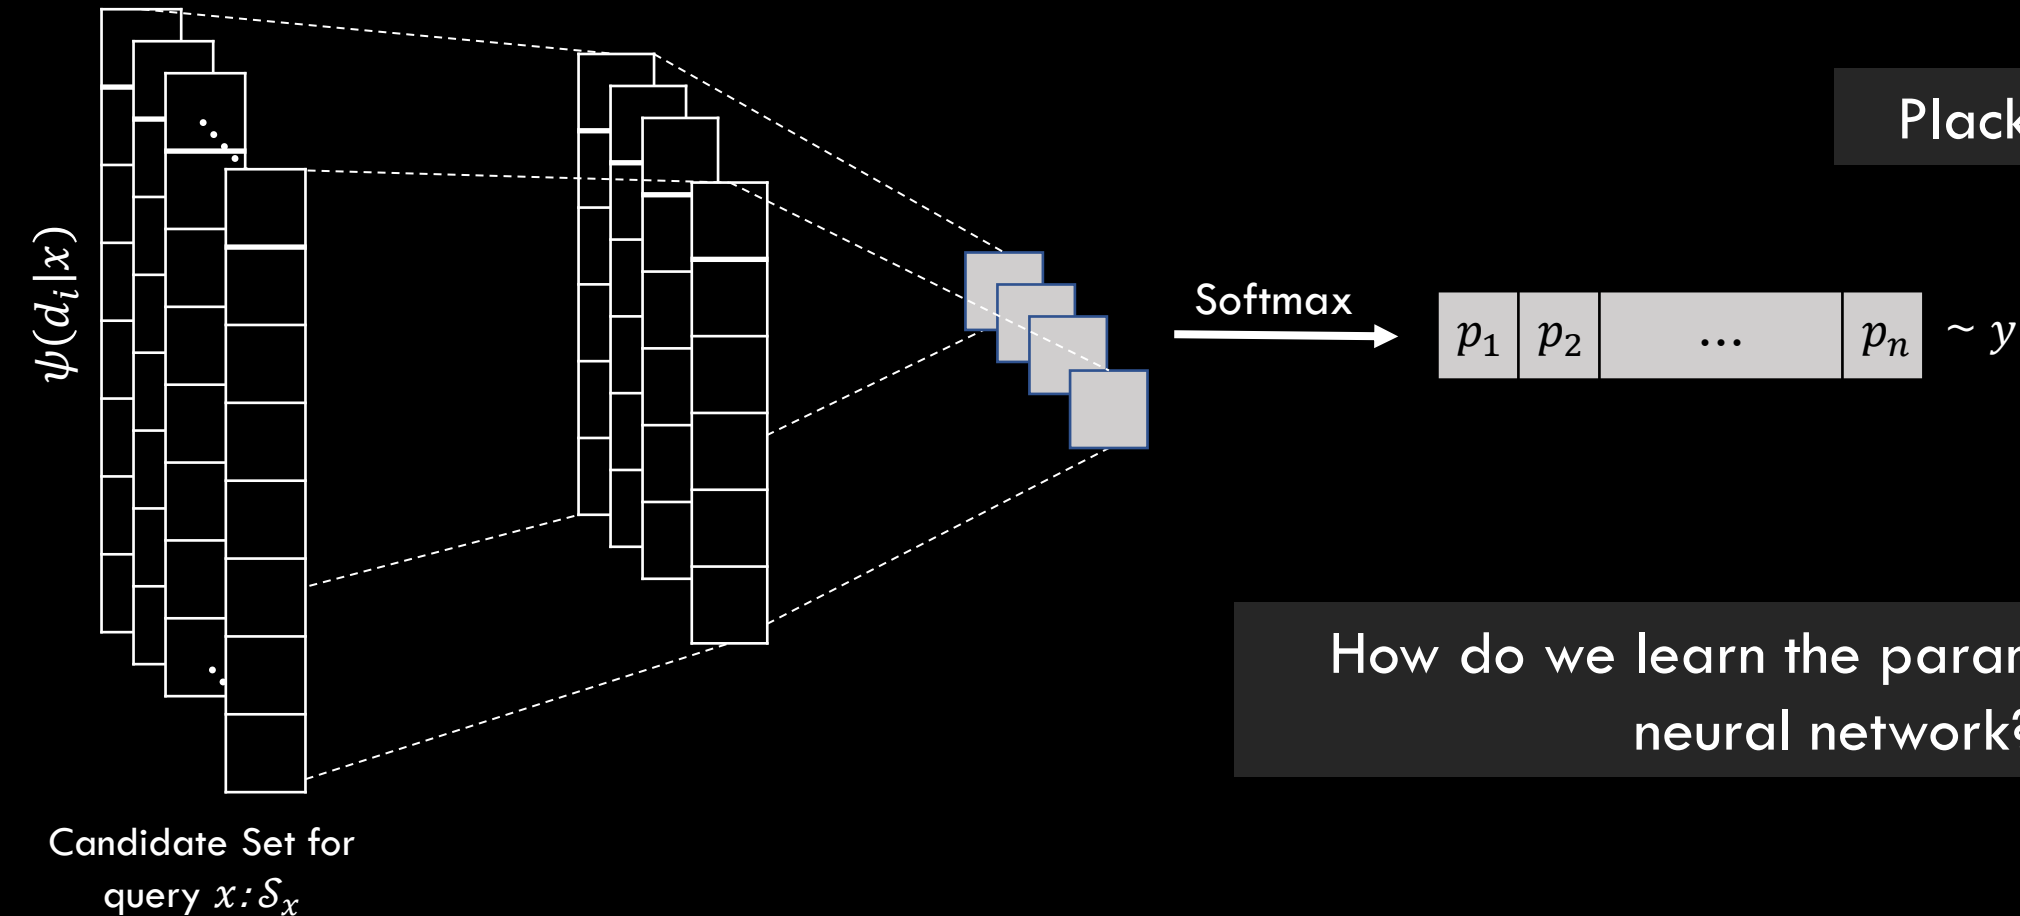 Plack
ψ(d_i|x)
Softmax
p_1 p_2 ... p_n ~ y
How do we learn the param
neural network?
Candidate Set for
query x: 𝒮_x